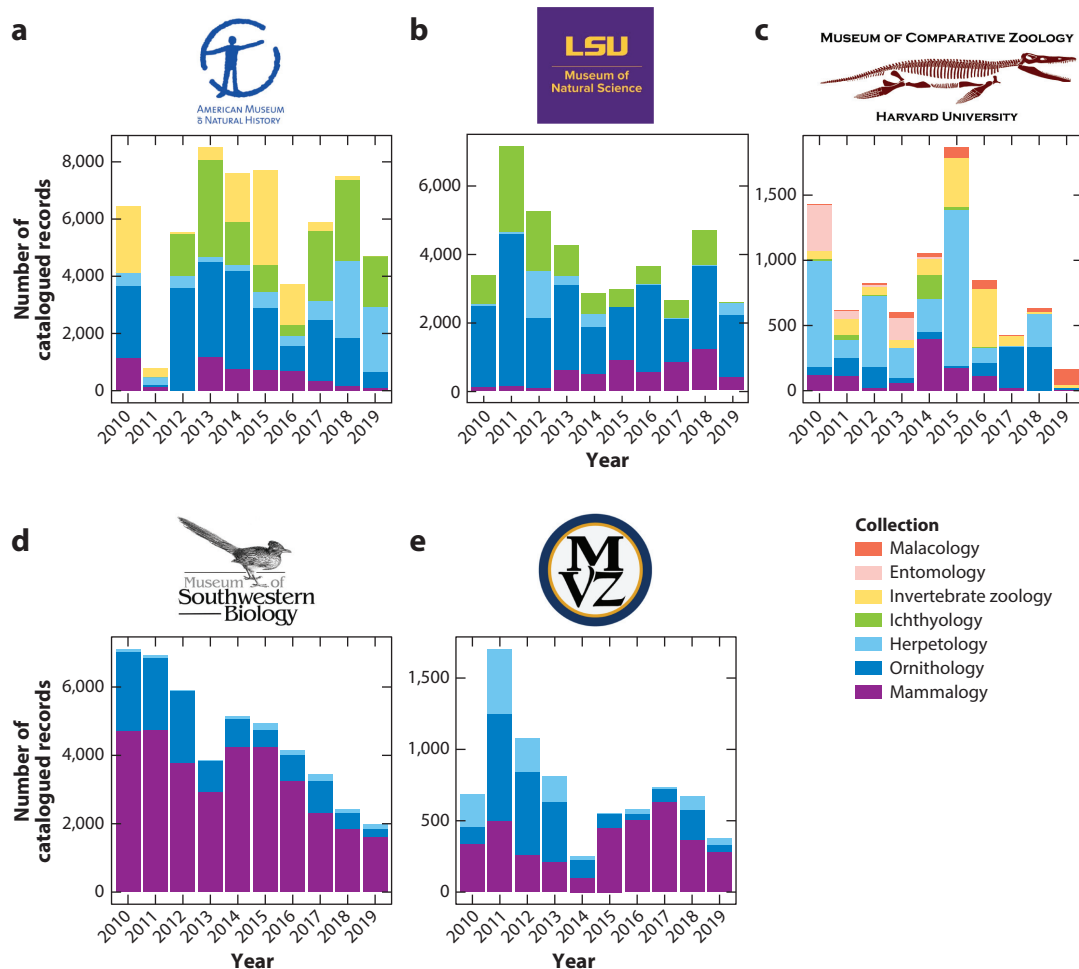 a
AMERICAN MUSEUM
& NATURAL HISTORY
b
LSU
Museum of
Natural Science
c
MUSEUM OF COMPARATIVE ZOOLOGY
HARVARD UNIVERSITY
Number of
catalogued records
8,000
6,000
4,000
2,000
0
2010
2011
2012
2013
2014
2015
2016
2017
2018
2019
6,000
4,000
2,000
0
2010
2011
2012
2013
2014
2015
2016
2017
2018
2019
Year
1,500
1,000
500
0
2010
2011
2012
2013
2014
2015
2016
2017
2018
2019
d
Museum of
Southwestern
Biology
e
MVZ
Number of
catalogued records
6,000
4,000
2,000
0
2010
2011
2012
2013
2014
2015
2016
2017
2018
2019
Year
1,500
1,000
500
0
2010
2011
2012
2013
2014
2015
2016
2017
2018
2019
Year
Collection
Malacology
Entomology
Invertebrate zoology
Ichthyology
Herpetology
Ornithology
Mammalogy